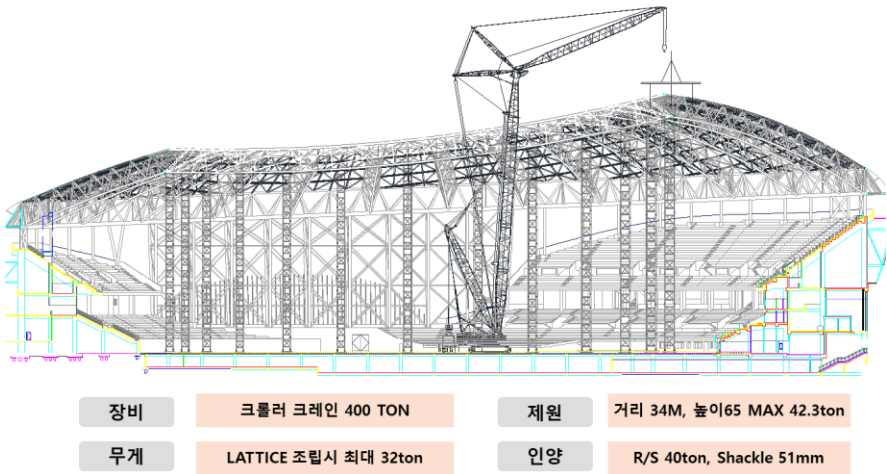 장비 크롤러 크레인 400 TON 제원 거리 34M, 높이65 MAX 42.3ton
무게 LATTICE 조립시 최대 32ton 인양 R/S 40ton, Shackle 51mm